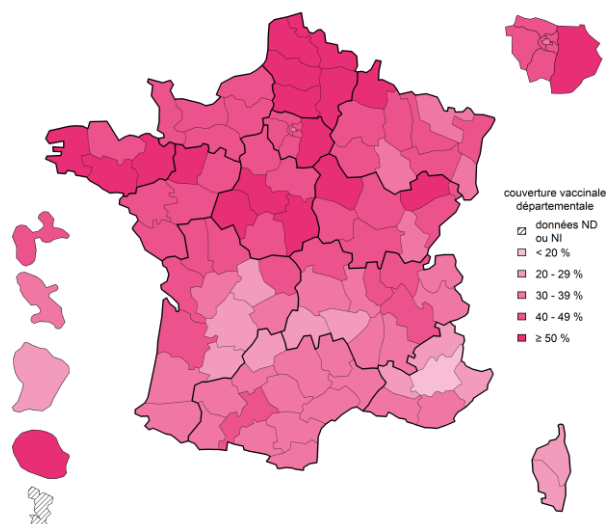 couverture vaccinale
départementale
données ND
ou NI
< 20 %
20 - 29 %
30 - 39 %
40 - 49 %
≥ 50 %